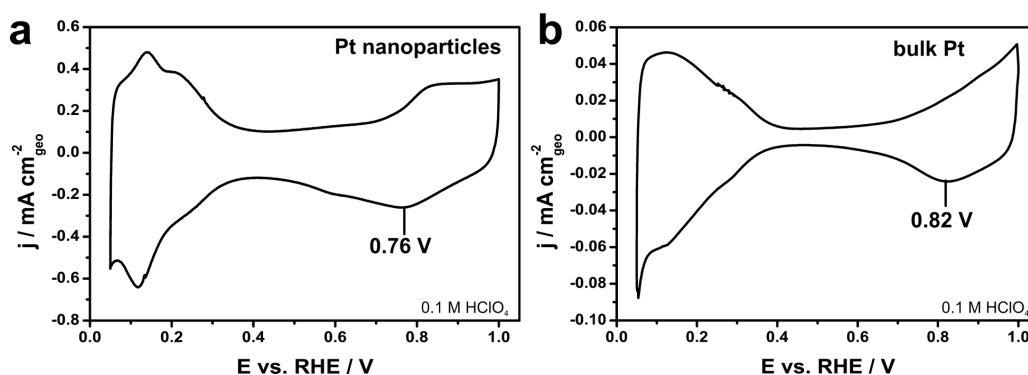 a
Pt nanoparticles
j / mA cm⁻²geo
0.6
0.4
0.2
0.0
-0.2
-0.4
-0.6
-0.8
0.76 V
0.1 M HClO₄
0.0 0.2 0.4 0.6 0.8 1.0
E vs. RHE / V
b
bulk Pt
j / mA cm⁻²geo
0.06
0.04
0.02
0.00
-0.02
-0.04
-0.06
-0.08
-0.10
0.82 V
0.1 M HClO₄
0.0 0.2 0.4 0.6 0.8 1.0
E vs. RHE / V